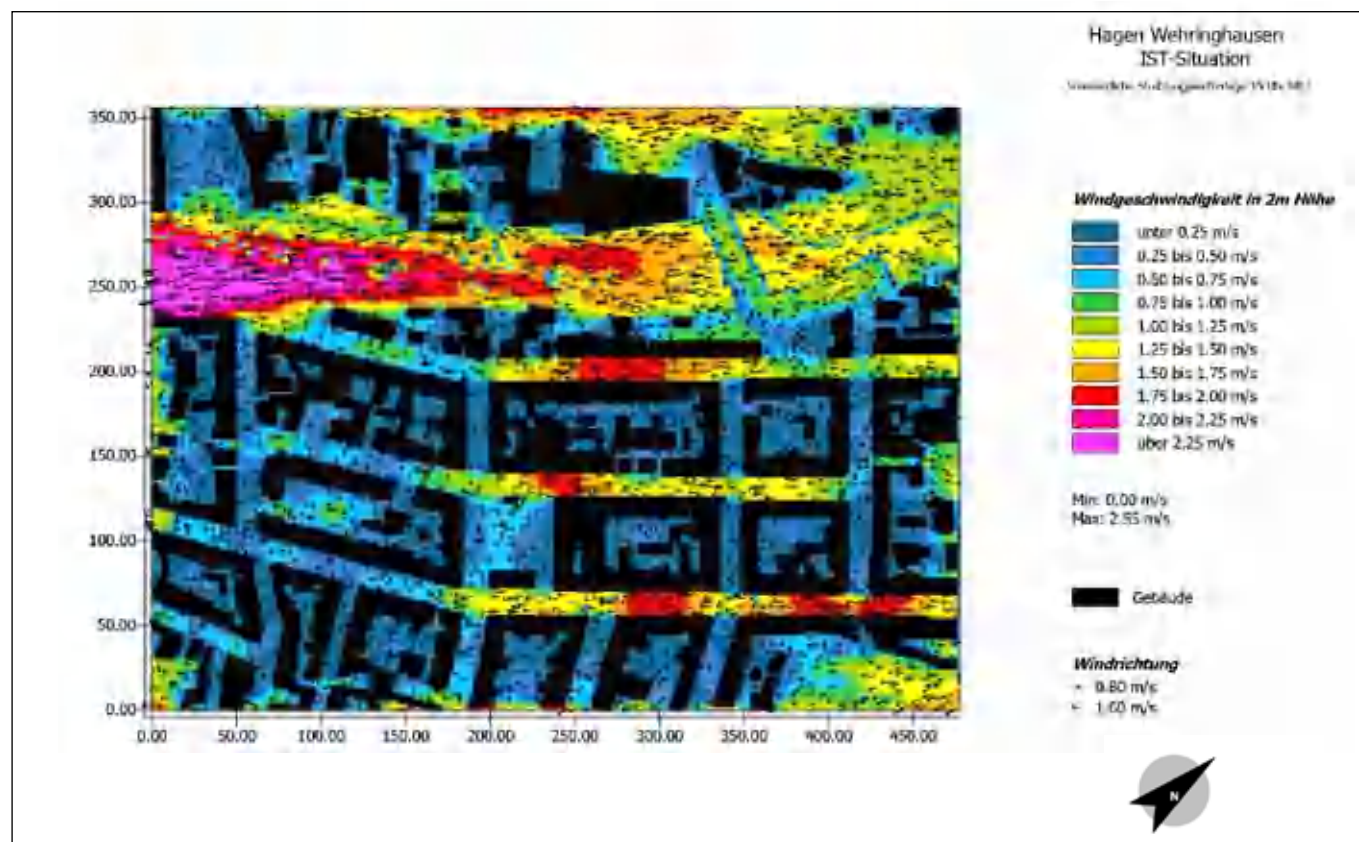 Hagen Wehringhausen
IST-Situation
350.00
300.00
250.00
200.00
150.00
100.00
50.00
0.00
0.00 50.00 100.00 150.00 200.00 250.00 300.00 350.00 400.00 450.00
Windgeschwindigkeit in 2m Höhe
unter 0.25 m/s
0.25 bis 0.50 m/s
0.50 bis 0.75 m/s
0.75 bis 1.00 m/s
1.00 bis 1.25 m/s
1.25 bis 1.50 m/s
1.50 bis 1.75 m/s
1.75 bis 2.00 m/s
2.00 bis 2.25 m/s
über 2.25 m/s
Min: 0.00 m/s
Max: 2.55 m/s
Gebäude
Windrichtung
0.80 m/s
1.60 m/s
N